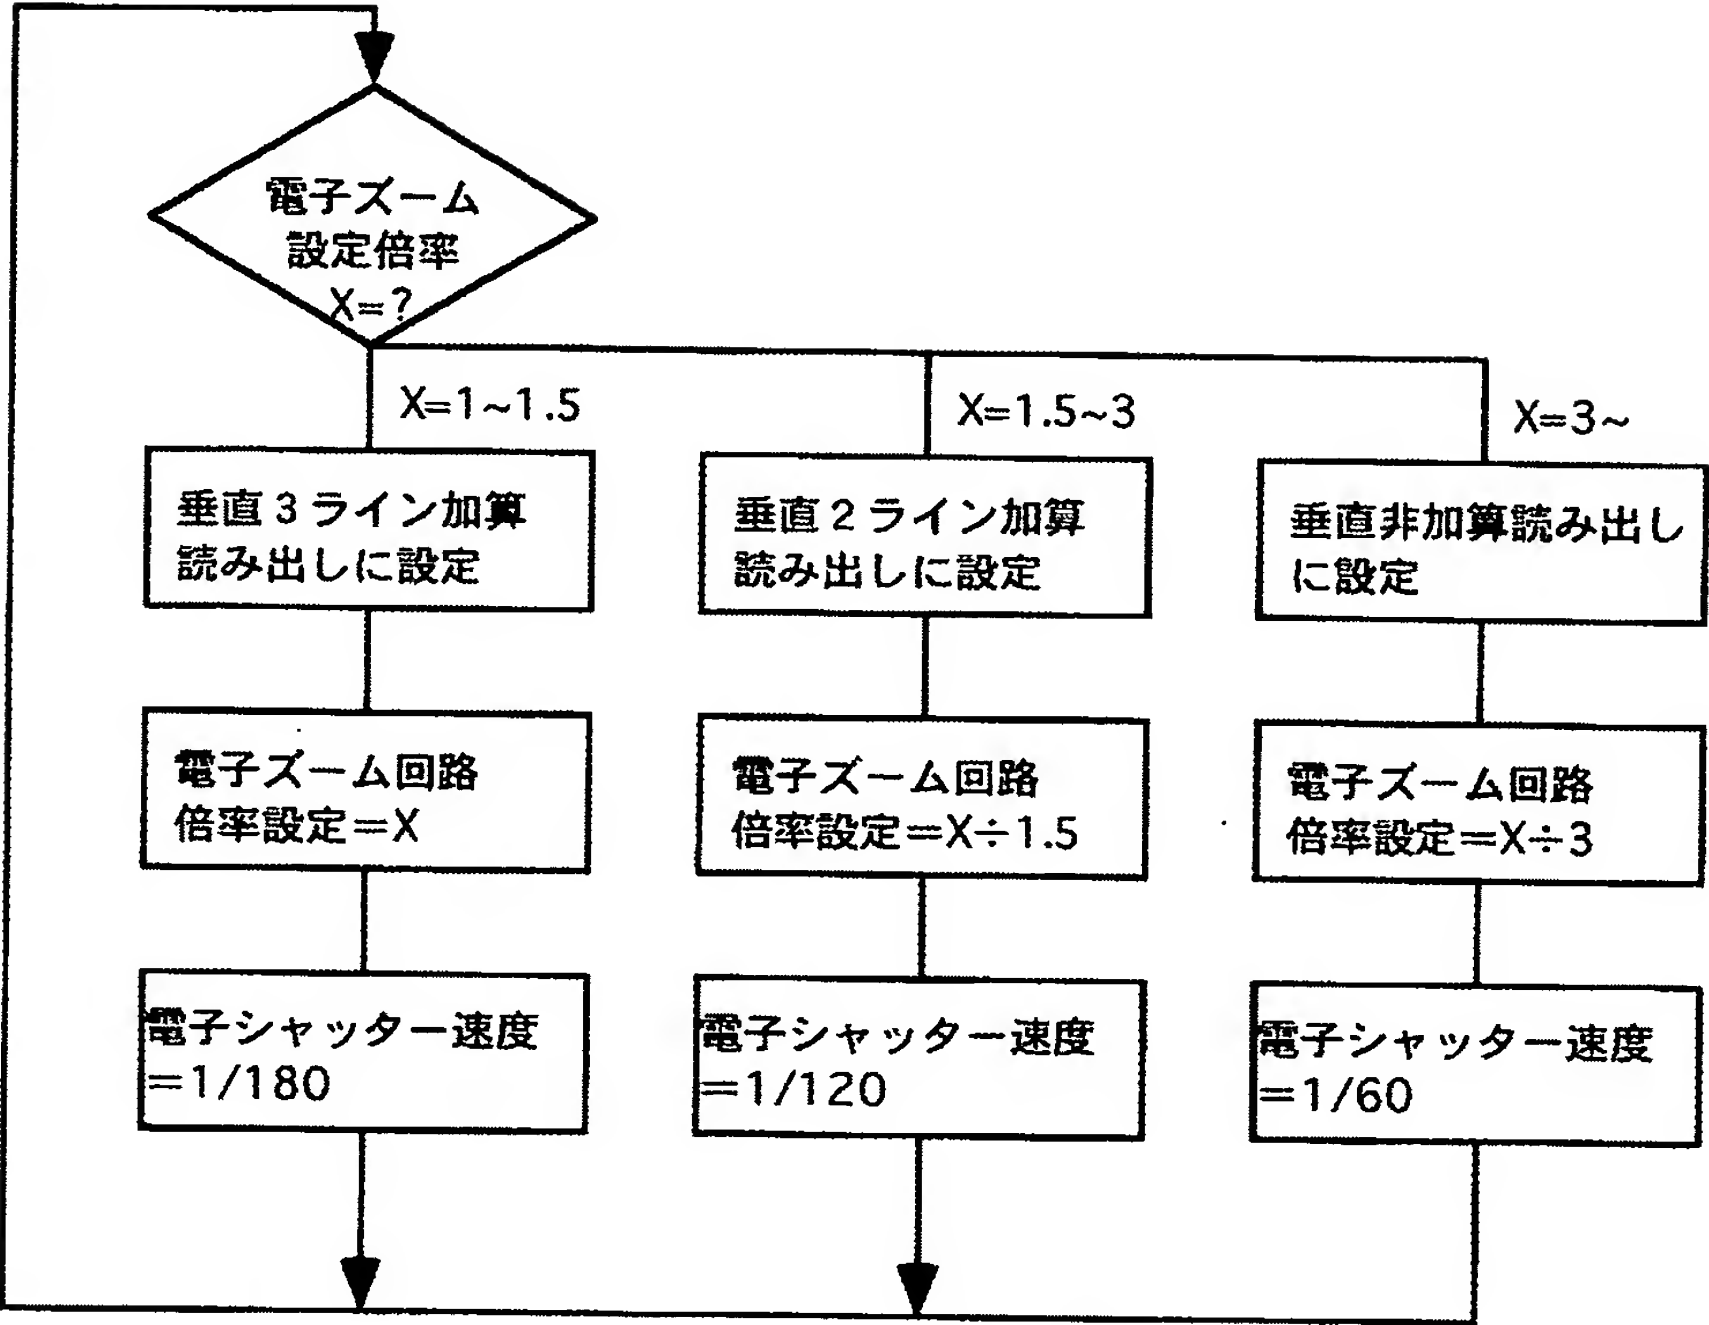 電子ズーム
設定倍率
X=?
X=1~1.5
垂直3ライン加算
読み出しに設定
電子ズーム回路
倍率設定=X
電子シャッター速度
=1/180
X=1.5~3
垂直2ライン加算
読み出しに設定
電子ズーム回路
倍率設定=X÷1.5
電子シャッター速度
=1/120
X=3~
垂直非加算読み出し
に設定
電子ズーム回路
倍率設定=X÷3
電子シャッター速度
=1/60